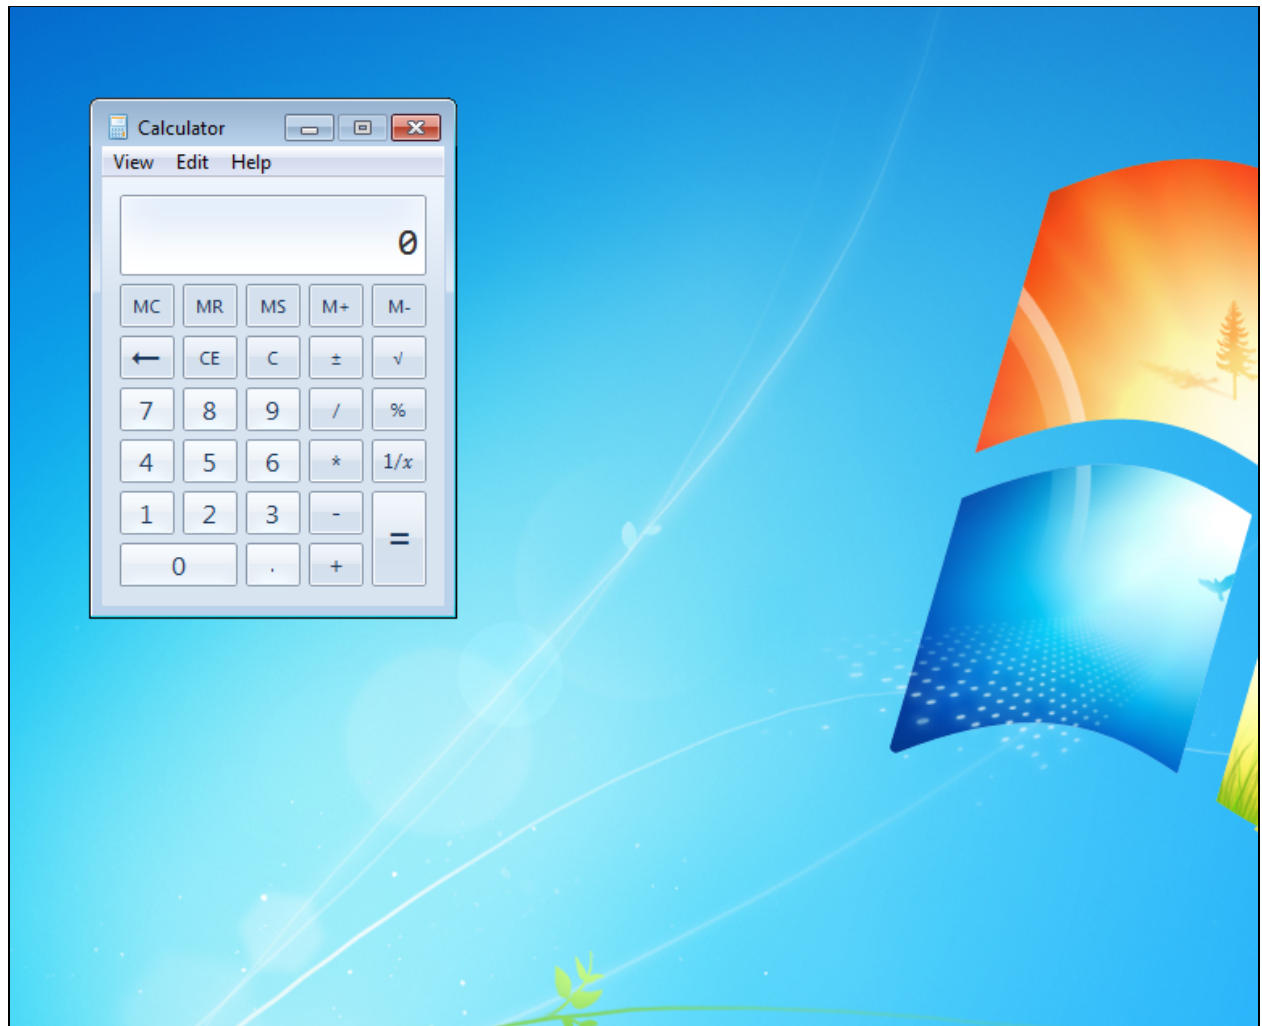 Calculator
View Edit Help
0
MC MR MS M+ M-
← CE C ± √
7 8 9 / %
4 5 6 * 1/x
1 2 3 - =
0 . +